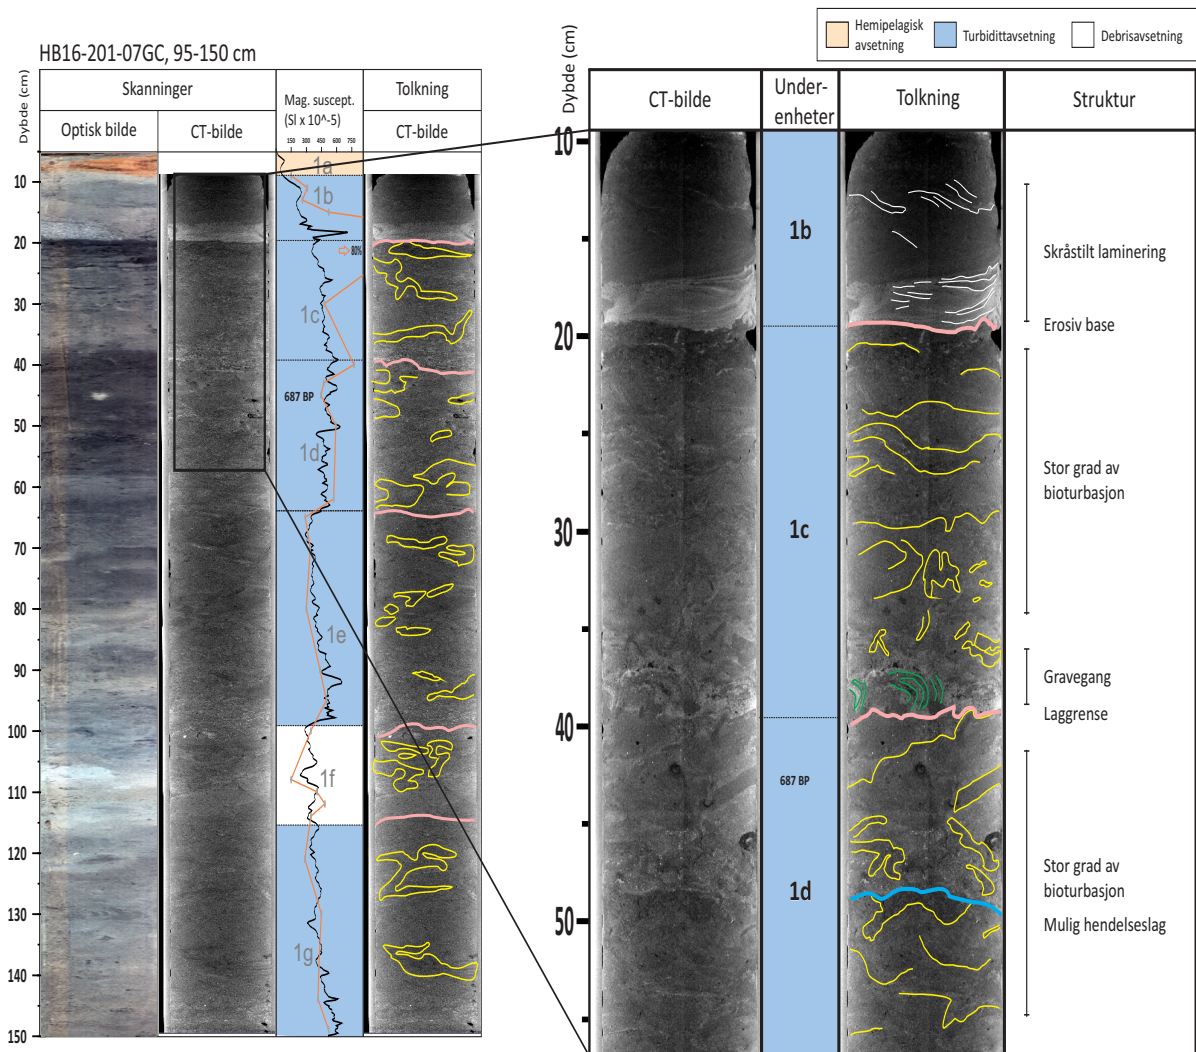 Hemipelagisk
avsetning
Turbidittavsetning
Debrisavsetning
HB16-201-07GC, 95-150 cm
Dybde (cm)
Skanninger
Optisk bilde
CT-bilde
Mag. suscept.
(SI x 10^-5)
150 300 450 600 750
Tolkning
CT-bilde
10
20
30
40
50
60
70
80
90
100
110
120
130
140
150
1a
1b
80%
1c
687 BP
1d
1e
1f
1g
Dybde (cm)
CT-bilde
Under-
enheter
Tolkning
Struktur
10
20
30
40
50
1b
1c
687 BP
1d
Skråstilt laminering
Erosiv base
Stor grad av
bioturbasjon
Gravegang
Laggrense
Stor grad av
bioturbasjon
Mulig hendelseslag